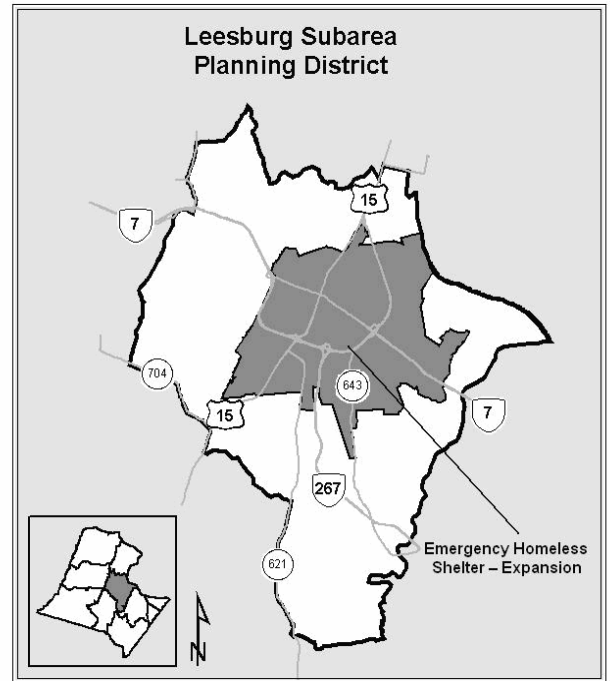 Leesburg Subarea
Planning District
15
7
704
643
15
7
267
Emergency Homeless
Shelter – Expansion
621
N